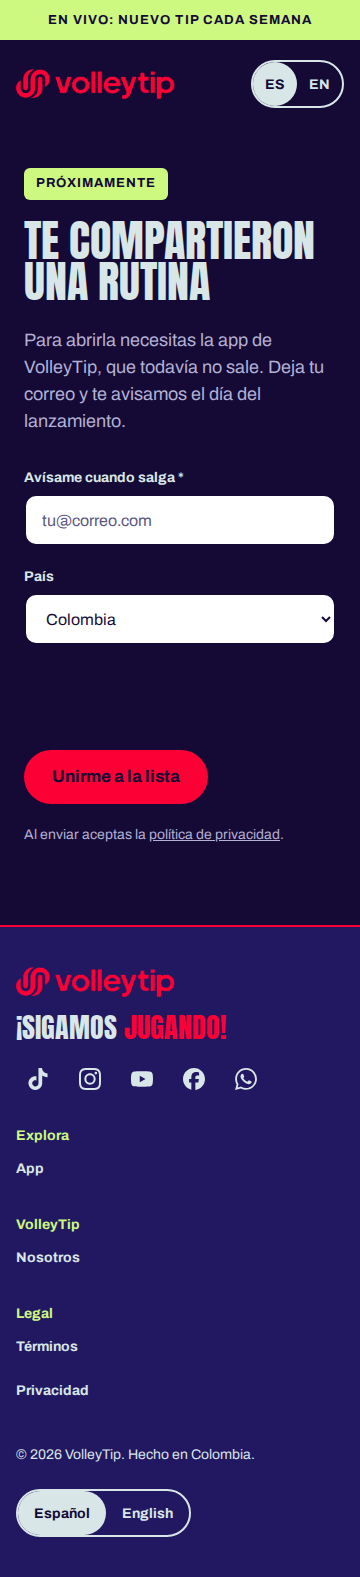 EN VIVO: NUEVO TIP CADA SEMANA
volleytip
ES EN
PRÓXIMAMENTE
TE COMPARTIERON
UNA RUTINA
Para abrirla necesitas la app de
VolleyTip, que todavía no sale. Deja tu
correo y te avisamos el día del
lanzamiento.
Avísame cuando salga *
tu@correo.com
País
Colombia
Unirme a la lista
Al enviar aceptas la política de privacidad.
volleytip
¡SIGAMOS JUGANDO!
Explora
App
VolleyTip
Nosotros
Legal
Términos
Privacidad
© 2026 VolleyTip. Hecho en Colombia.
Español English